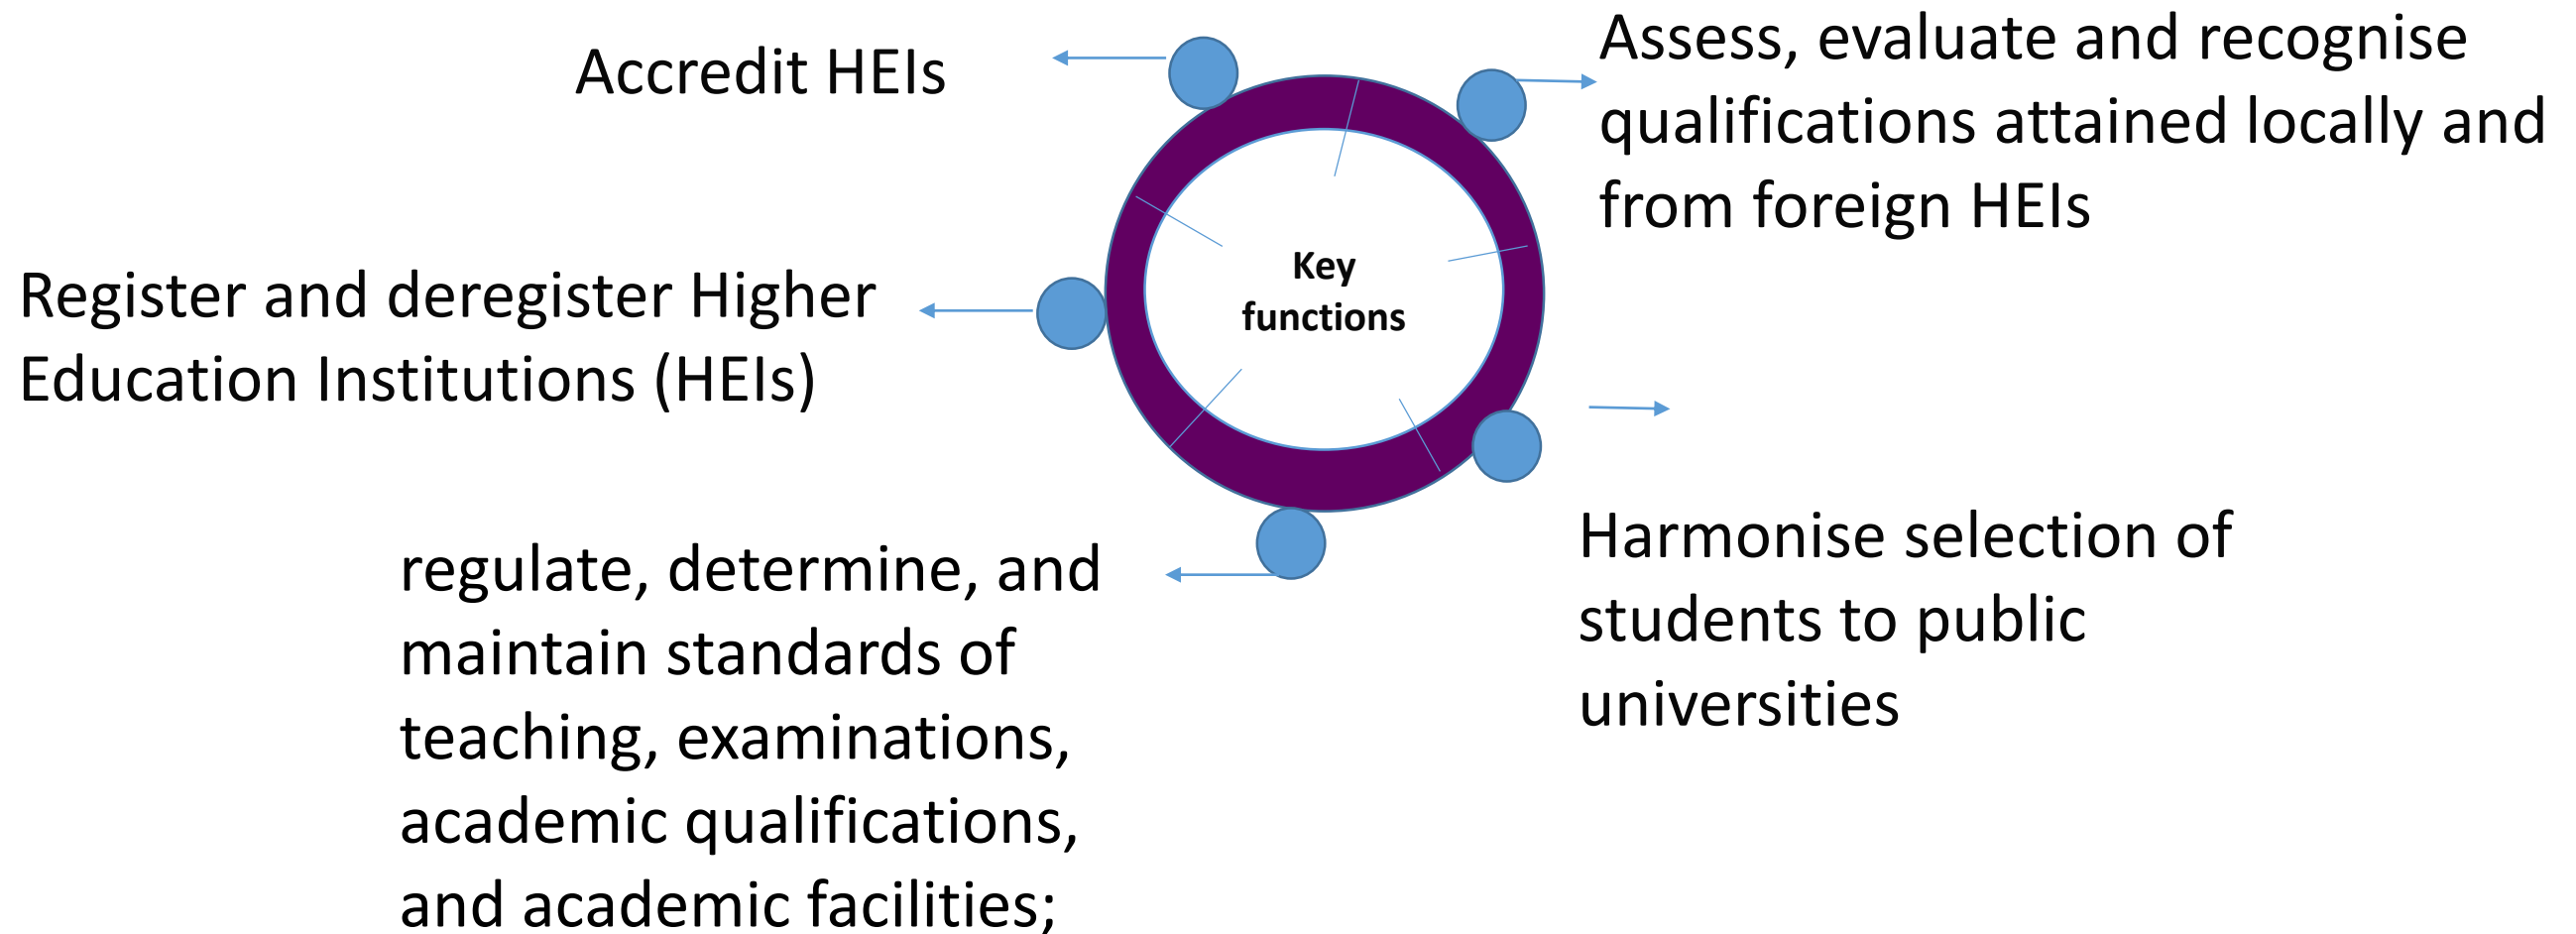 Accredit HEIs
Assess, evaluate and recognise
qualifications attained locally and
from foreign HEIs
Key
functions
Register and deregister Higher
Education Institutions (HEIs)
regulate, determine, and
maintain standards of
teaching, examinations,
academic qualifications,
and academic facilities;
Harmonise selection of
students to public
universities